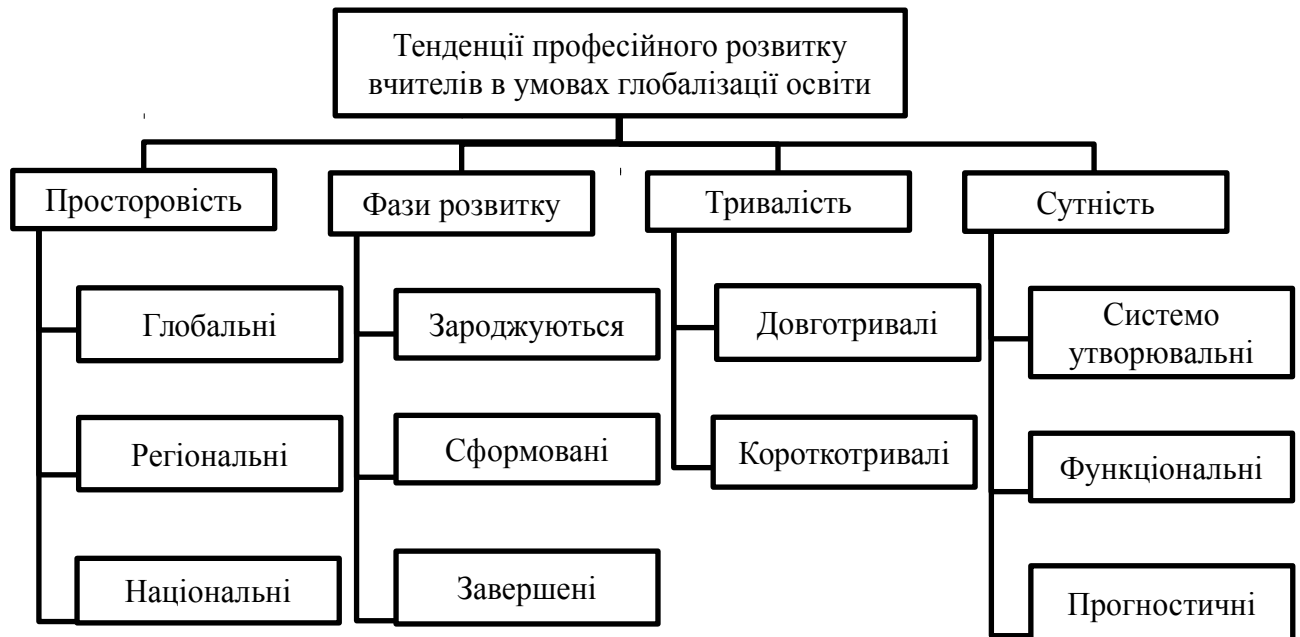 Тенденції професійного розвитку
вчителів в умовах глобалізації освіти
Просторовість
Фази розвитку
Тривалість
Сутність
Глобальні
Регіональні
Національні
Зароджуються
Сформовані
Завершені
Довготривалі
Короткотривалі
Системо
утворювальні
Функціональні
Прогностичні